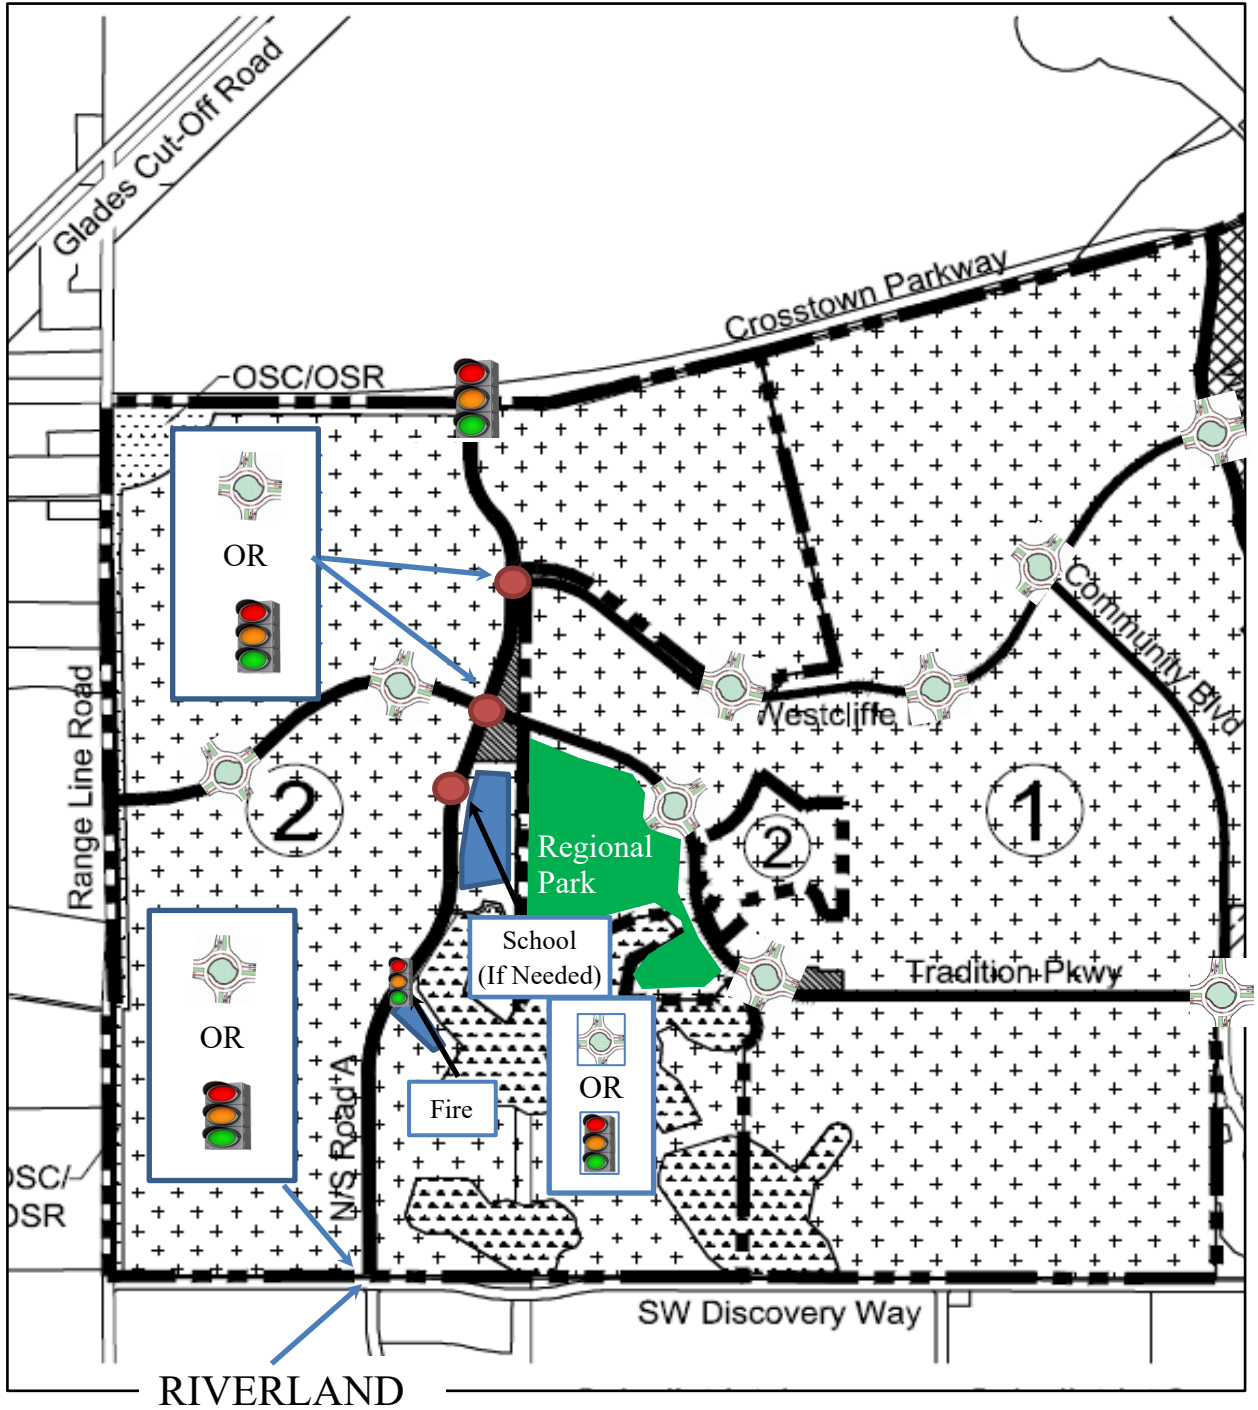 Glades Cut-Off Road
Crosstown Parkway
OSC/OSR
OR
Community Blvd
Westcliffe
Range Line Road
2
1
2
Regional
Park
School
(If Needed)
Tradition Pkwy
OR
N/S Road A
Fire
OR
OSR
SW Discovery Way
RIVERLAND